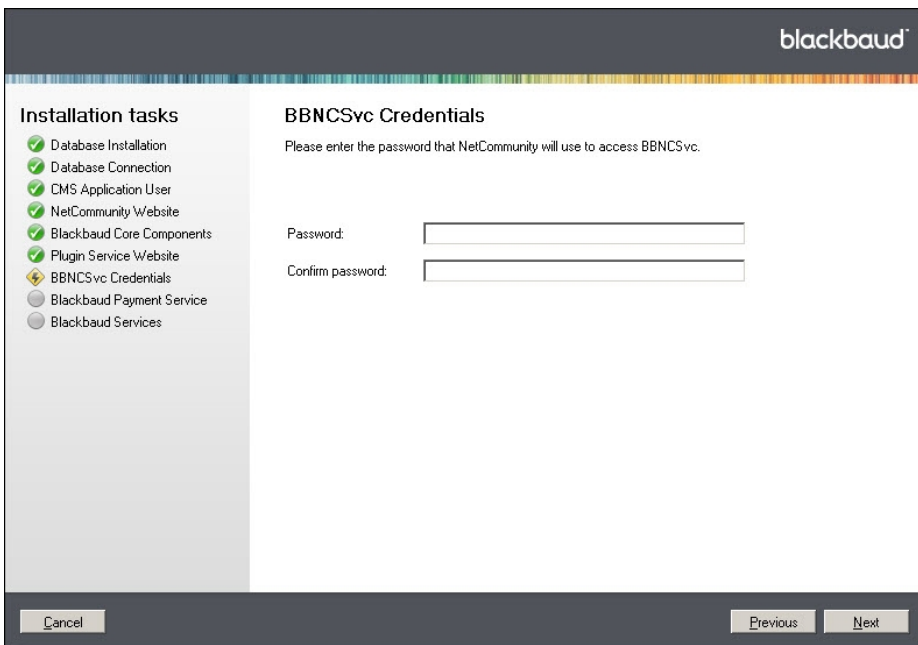 blackbaud
Installation tasks
Database Installation
Database Connection
CMS Application User
NetCommunity Website
Blackbaud Core Components
Plugin Service Website
BBNCSvc Credentials
Blackbaud Payment Service
Blackbaud Services
BBNCSvc Credentials
Please enter the password that NetCommunity will use to access BBNCSvc.
Password:
Confirm password:
Cancel
Previous
Next